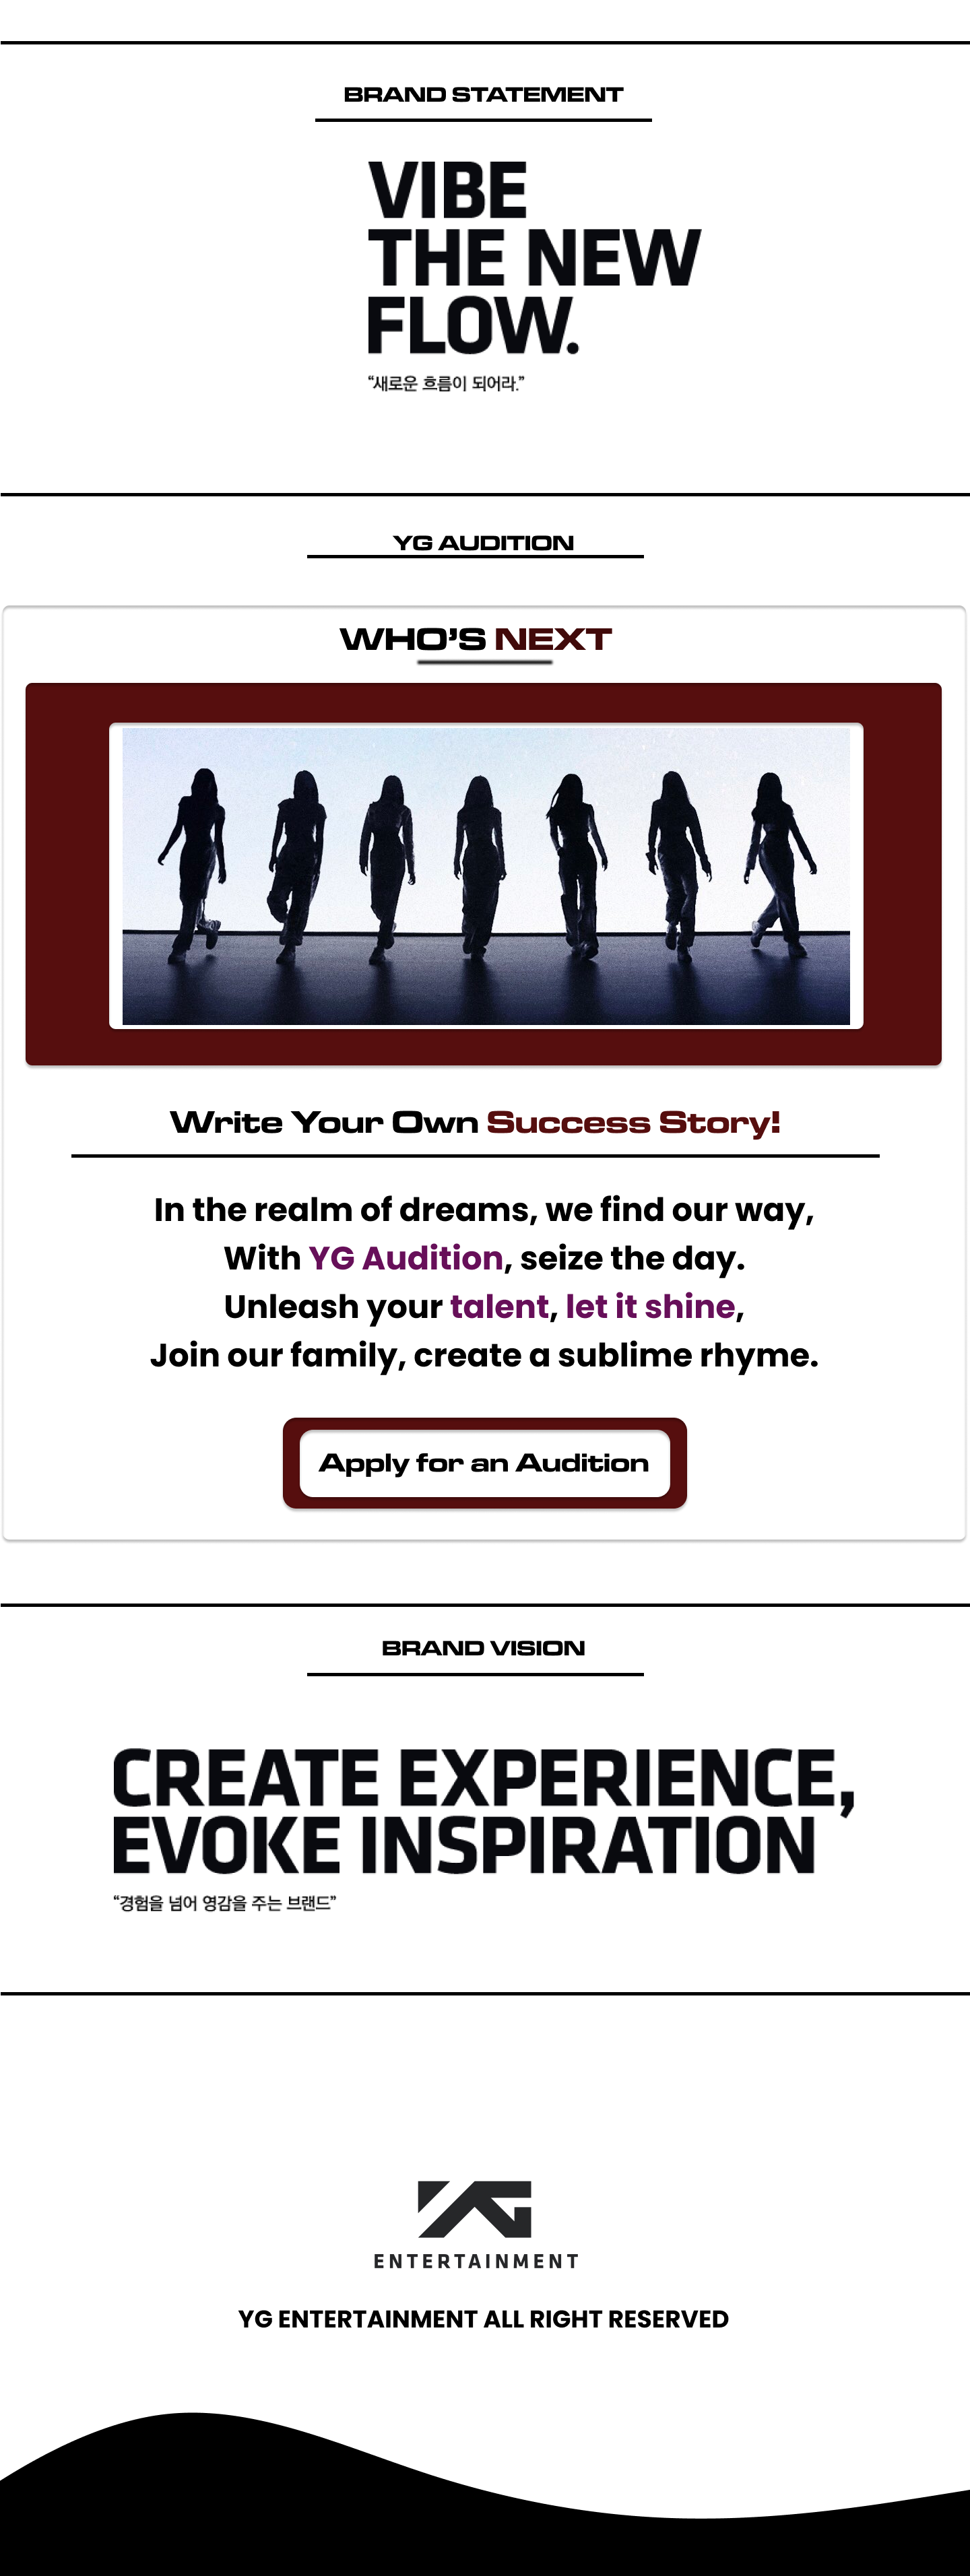 BRAND STATEMENT
VIBE
THE NEW
FLOW.
“새로운 흐름이 되어라.”
YG AUDITION
WHO'S NEXT
Write Your Own Success Story!
In the realm of dreams, we find our way,
With YG Audition, seize the day.
Unleash your talent, let it shine,
Join our family, create a sublime rhyme.
Apply for an Audition
BRAND VISION
CREATE EXPERIENCE,
EVOKE INSPIRATION
“경험을 넘어 영감을 주는 브랜드”
YG
ENTERTAINMENT
YG ENTERTAINMENT ALL RIGHT RESERVED